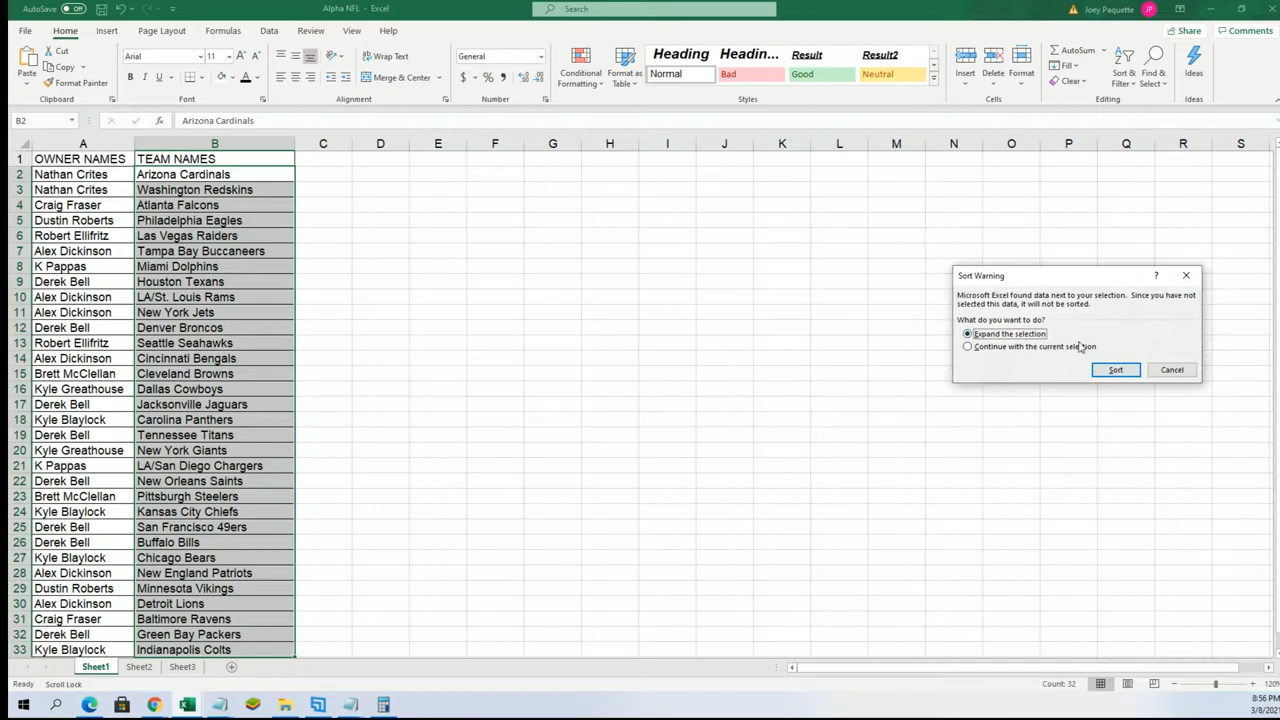 AutoSave Off Alpha NFL - Excel Search Joey Paquette JP
File Home Insert Page Layout Formulas Data Review View Help Share Comments
Paste Cut Copy Format Painter Clipboard
Arial 11 B I U A Font
Wrap Text Merge & Center Alignment
General $ % Number
Conditional Formatting Format as Table
Heading Headin... Result Result2
Normal Bad Good Neutral
Styles
Insert Delete Format Cells
AutoSum Fill Clear Sort & Filter Find & Select Editing
Ideas Ideas
B2 fx Arizona Cardinals
A B C D E F G H I J K L M N O P Q R S
1 OWNER NAMES TEAM NAMES
2 Nathan Crites Arizona Cardinals
3 Nathan Crites Washington Redskins
4 Craig Fraser Atlanta Falcons
5 Dustin Roberts Philadelphia Eagles
6 Robert Ellifritz Las Vegas Raiders
7 Alex Dickinson Tampa Bay Buccaneers
8 K Pappas Miami Dolphins
9 Derek Bell Houston Texans
10 Alex Dickinson LA/St. Louis Rams
11 Alex Dickinson New York Jets
12 Derek Bell Denver Broncos
13 Robert Ellifritz Seattle Seahawks
14 Alex Dickinson Cincinnati Bengals
15 Brett McClellan Cleveland Browns
16 Kyle Greathouse Dallas Cowboys
17 Derek Bell Jacksonville Jaguars
18 Kyle Blaylock Carolina Panthers
19 Derek Bell Tennessee Titans
20 Kyle Greathouse New York Giants
21 K Pappas LA/San Diego Chargers
22 Derek Bell New Orleans Saints
23 Brett McClellan Pittsburgh Steelers
24 Kyle Blaylock Kansas City Chiefs
25 Derek Bell San Francisco 49ers
26 Derek Bell Buffalo Bills
27 Kyle Blaylock Chicago Bears
28 Alex Dickinson New England Patriots
29 Dustin Roberts Minnesota Vikings
30 Alex Dickinson Detroit Lions
31 Craig Fraser Baltimore Ravens
32 Derek Bell Green Bay Packers
33 Kyle Blaylock Indianapolis Colts
Sort Warning ?
Microsoft Excel found data next to your selection. Since you have not
selected this data, it will not be sorted.
What do you want to do?
Expand the selection
Continue with the current selection
Sort Cancel
Sheet1 Sheet2 Sheet3
Ready Scroll Lock Count: 32 120%
8:56 PM
3/8/2021